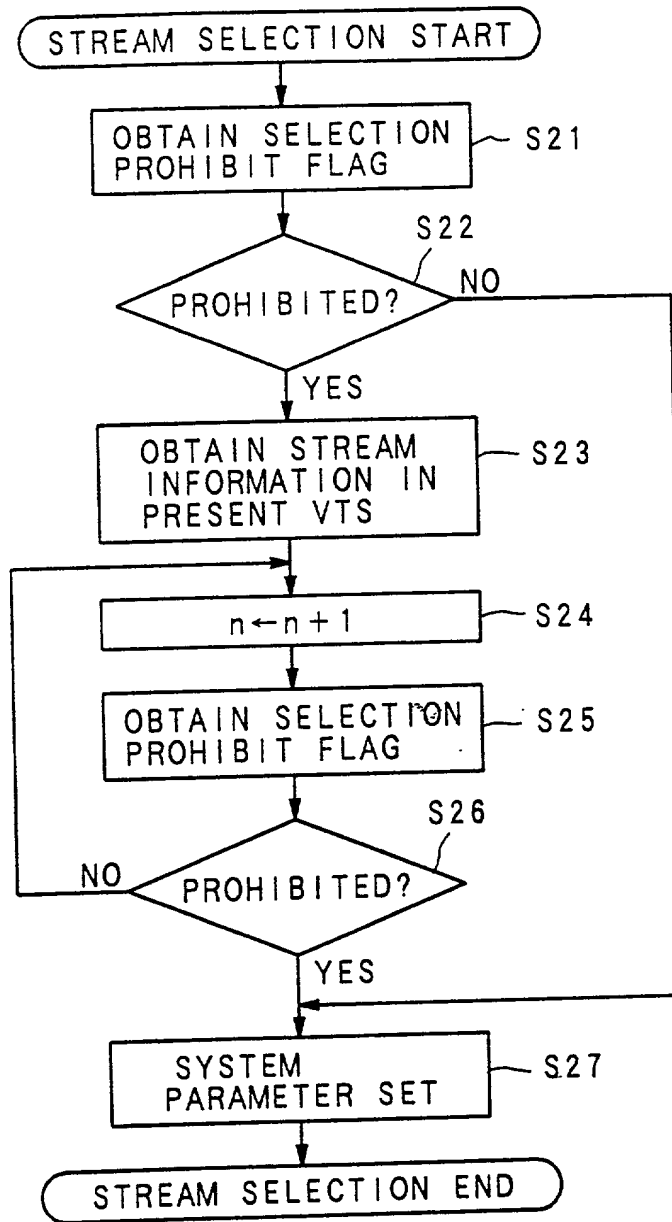 STREAM SELECTION START
OBTAIN SELECTION
PROHIBIT FLAG
S21
S22
PROHIBITED?
NO
YES
OBTAIN STREAM
INFORMATION IN
PRESENT VTS
S23
n←n+1
S24
OBTAIN SELECTION
PROHIBIT FLAG
S25
S26
NO
PROHIBITED?
YES
SYSTEM
PARAMETER SET
S27
STREAM SELECTION END